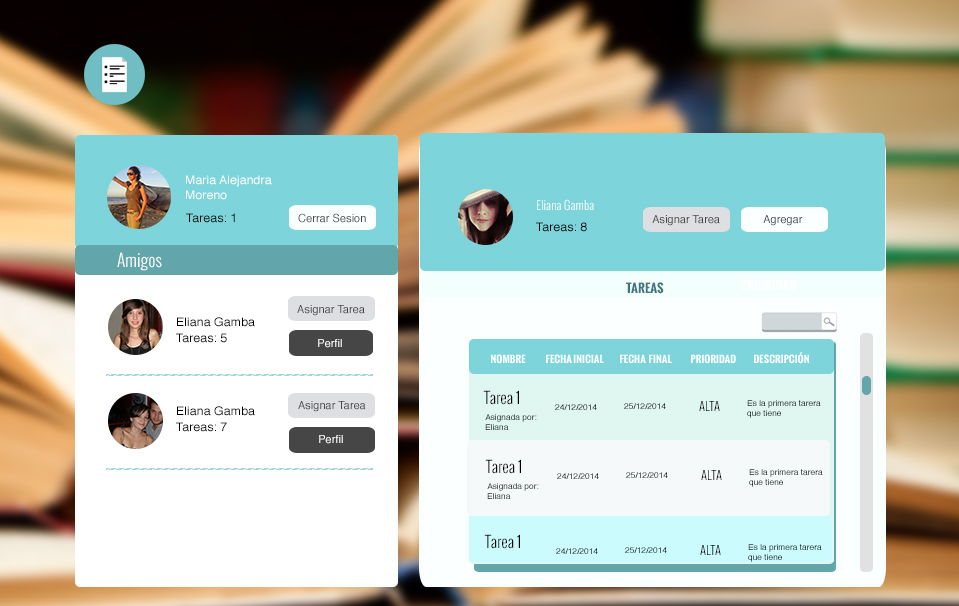 Maria Alejandra
Moreno
Tareas: 1
Cerrar Sesion
Amigos
Eliana Gamba
Tareas: 5
Asignar Tarea
Perfil
Eliana Gamba
Tareas: 7
Asignar Tarea
Perfil
Eliana Gamba
Tareas: 8
Asignar Tarea
Agregar
TAREAS
NOMBRE FECHA INICIAL FECHA FINAL PRIORIDAD DESCRIPCIÓN
Tarea 1
Asignada por:
Eliana
24/12/2014
25/12/2014
ALTA
Es la primera tarera
que tiene
Tarea 1
Asignada por:
Eliana
24/12/2014
25/12/2014
ALTA
Es la primera tarera
que tiene
Tarea 1
24/12/2014
25/12/2014
ALTA
Es la primera tarera
que tiene